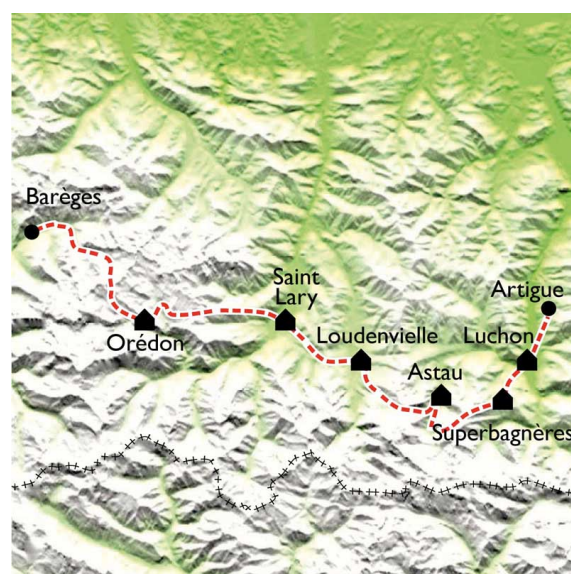 Barèges
Orédon
Saint
Lary
Loudenvielle
Astau
Superbagnères
Luchon
Artigue